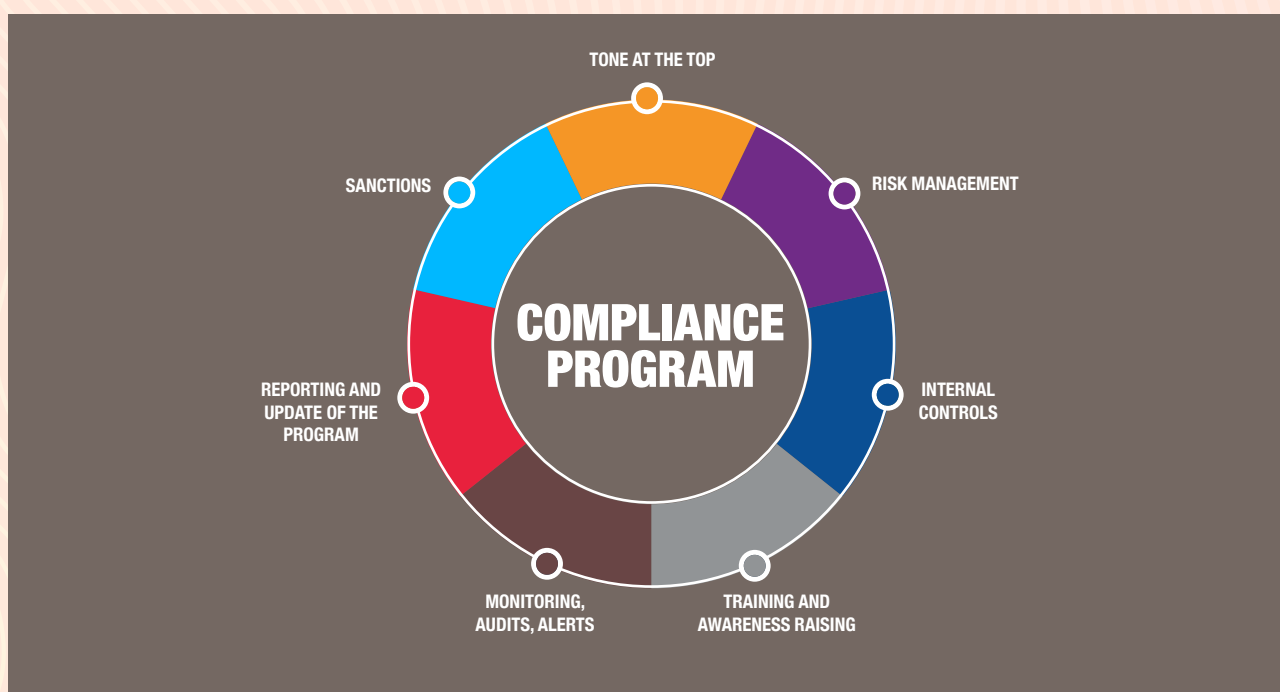 TONE AT THE TOP
SANCTIONS
RISK MANAGEMENT
COMPLIANCE
PROGRAM
REPORTING AND
UPDATE OF THE
PROGRAM
INTERNAL
CONTROLS
MONITORING,
AUDITS, ALERTS
TRAINING AND
AWARENESS RAISING